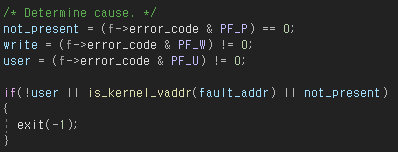 /* Determine cause. */
not_present = (f->error_code & PF_P) == 0;
write = (f->error_code & PF_W) != 0;
user = (f->error_code & PF_U) != 0;

if(!user || is_kernel_vaddr(fault_addr) || not_present)
{
  exit(-1);
}